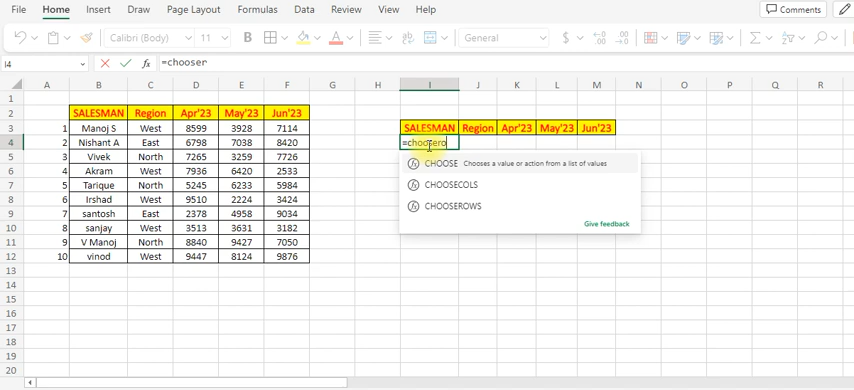 File Home Insert Draw Page Layout Formulas Data Review View Help Comments
Calibri (Body) 11 B A $ General
I4 fx =chooser
A B C D E F G H I J K L M N O P Q R
1
2 SALESMAN Region Apr'23 May'23 Jun'23
3 1 Manoj S West 8599 3928 7114 SALESMAN Region Apr'23 May'23 Jun'23
4 2 Nishant A East 6798 7038 8420 =choosero
5 3 Vivek North 7265 3259 7726 fx CHOOSE Chooses a value or action from a list of values
6 4 Akram West 7936 6420 2533 fx CHOOSECOLS
7 5 Tarique North 5245 6233 5984
8 6 Irshad West 9510 2224 3424 fx CHOOSEROWS
9 7 santosh East 2378 4958 9034 Give feedback
10 8 sanjay West 3513 3631 3182
11 9 V Manoj North 8840 9427 7050
12 10 vinod West 9447 8124 9876
13
14
15
16
17
18
19
20